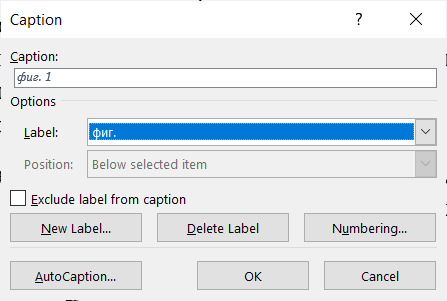 Caption
Caption:
фиг. 1
Options
Label:
фиг.
Position:
Below selected item
Exclude label from caption
New Label...
Delete Label
Numbering...
AutoCaption...
OK
Cancel